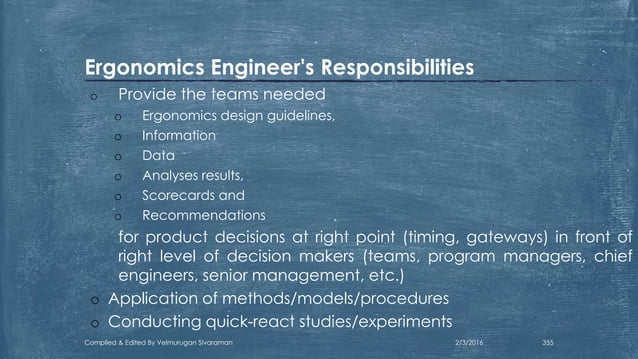 Ergonomics Engineer's Responsibilities
o Provide the teams needed
o Ergonomics design guidelines,
o Information
o Data
o Analyses results,
o Scorecards and
o Recommendations
for product decisions at right point (timing, gateways) in front of
right level of decision makers (teams, program managers, chief
engineers, senior management, etc.)
o Application of methods/models/procedures
o Conducting quick-react studies/experiments
Complied & Edited By Velmurugan Sivaraman 2/3/2016 355